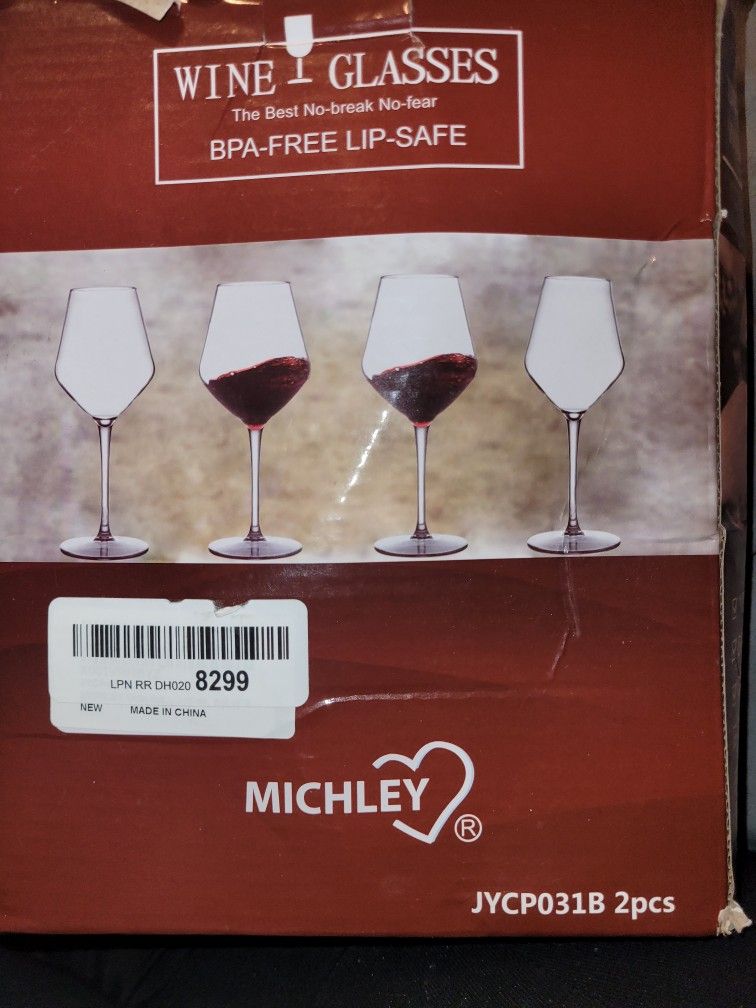 WINE GLASSES
The Best No-break No-fear
BPA-FREE LIP-SAFE
LPN RR DH020 8299
NEW MADE IN CHINA
MICHLEY ®
JYCP031B 2pcs